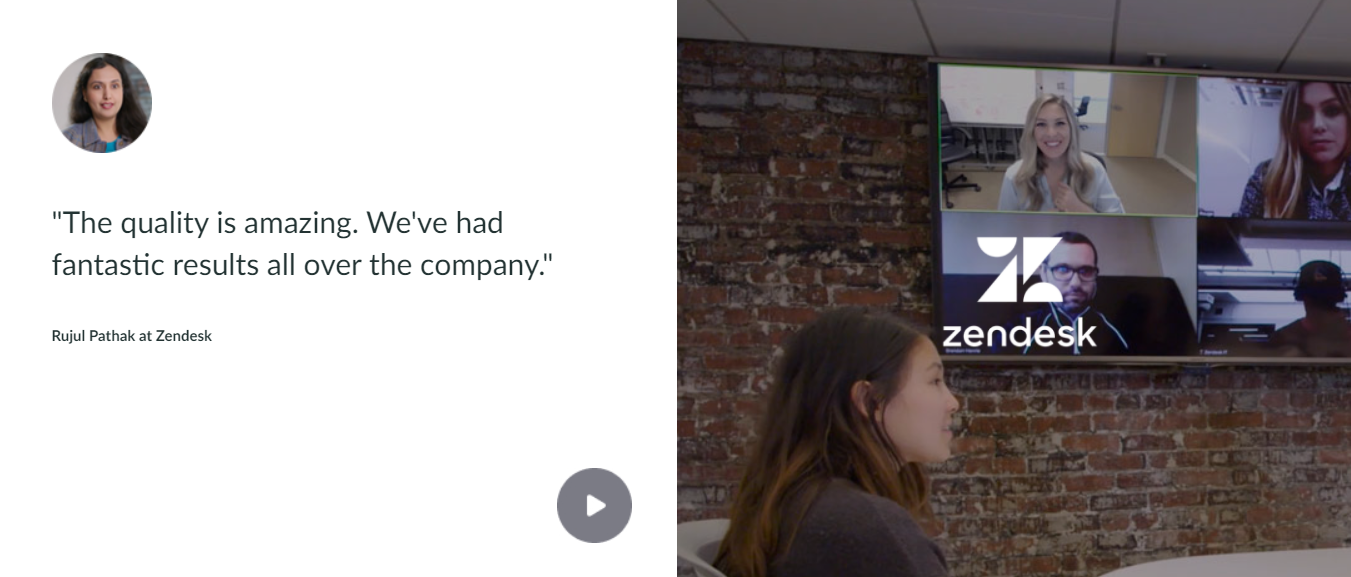 "The quality is amazing. We've had
fantastic results all over the company."
Rujul Pathak at Zendesk
zendesk